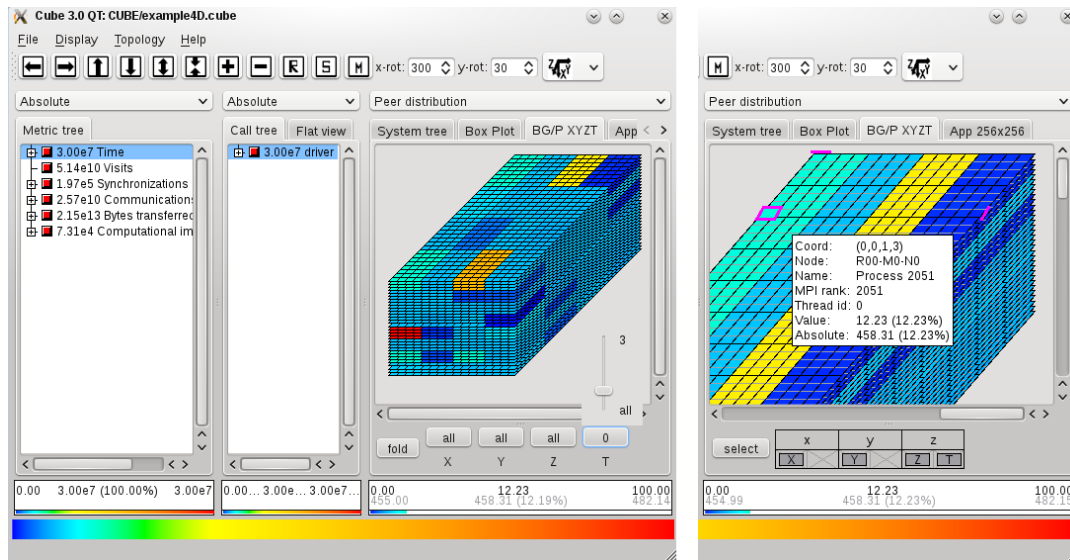 Cube 3.0 QT: CUBE/example4D.cube
File Display Topology Help
R S M x-rot: 300 y-rot: 30 Z X Y
Absolute Absolute Peer distribution
Metric tree Call tree Flat view System tree Box Plot BG/P XYZT App
3.00e7 Time
5.14e10 Visits
1.97e5 Synchronizations
2.57e10 Communications
2.15e13 Bytes transferred
7.31e4 Computational im
3.00e7 driver
3
all
fold all all all 0
X Y Z T
0.00 3.00e7 (100.00%) 3.00e7
0.00... 3.00e... 3.00e7...
0.00 12.23 100.00
455.00 458.31 (12.19%) 482.14
M x-rot: 300 y-rot: 30 Z X Y
Peer distribution
System tree Box Plot BG/P XYZT App 256x256
Coord: (0,0,1,3)
Node: R00-M0-N0
Name: Process 2051
MPI rank: 2051
Thread id: 0
Value: 12.23 (12.23%)
Absolute: 458.31 (12.23%)
select
x y z
X Y Z T
0.00 12.23 100.00
454.99 458.31 (12.23%) 482.15